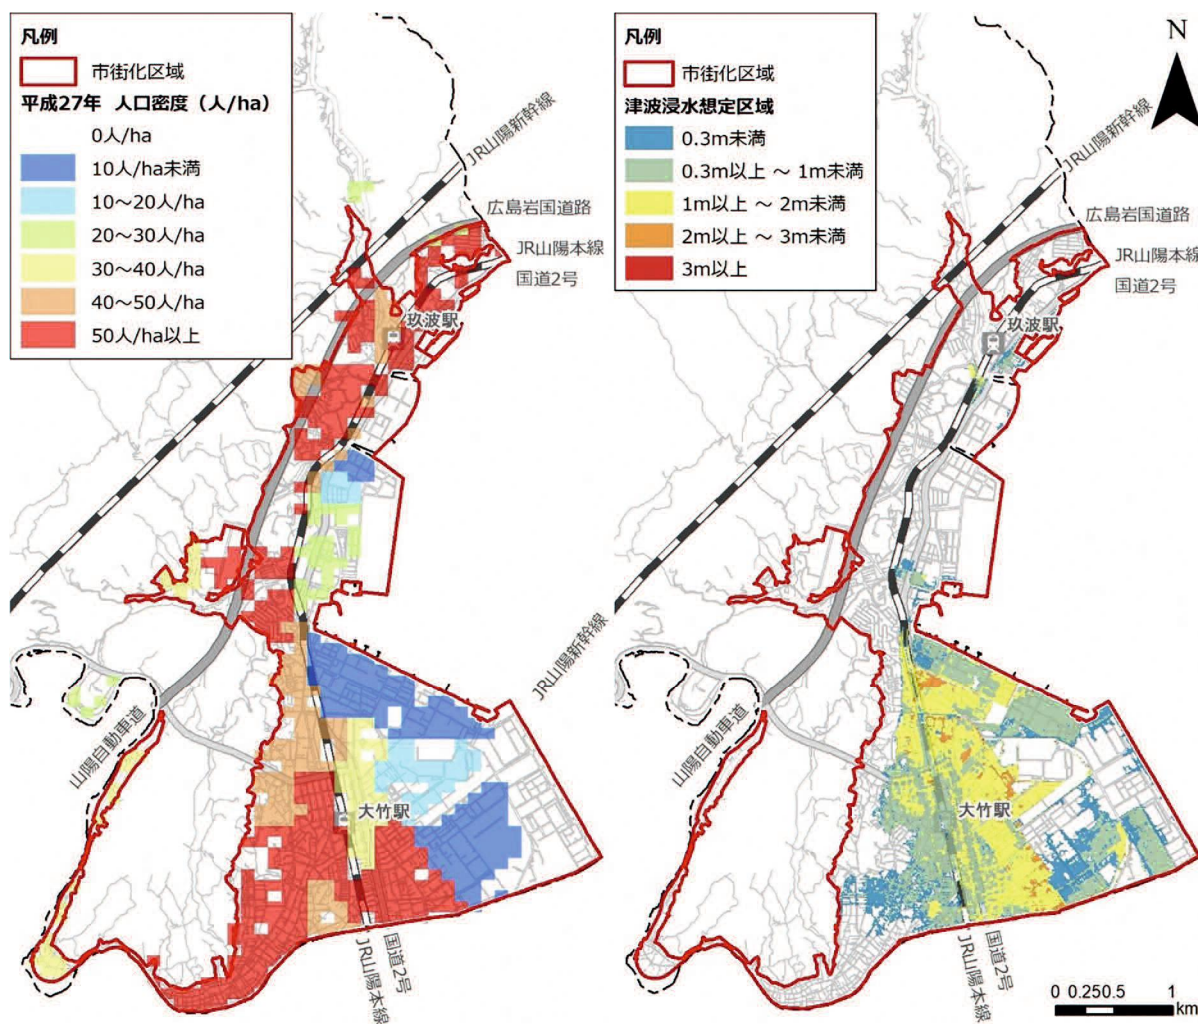 凡例
市街化区域
平成27年 人口密度（人/ha）
0人/ha
10人/ha未満
10～20人/ha
20～30人/ha
30～40人/ha
40～50人/ha
50人/ha以上
JR山陽新幹線
広島岩国道路
JR山陽本線
国道2号
玖波駅
JR山陽新幹線
山陽自動車道
大竹駅
国道2号
JR山陽本線
凡例
市街化区域
津波浸水想定区域
0.3m未満
0.3m以上 ～ 1m未満
1m以上 ～ 2m未満
2m以上 ～ 3m未満
3m以上
N
JR山陽新幹線
広島岩国道路
JR山陽本線
国道2号
玖波駅
山陽自動車道
大竹駅
国道2号
JR山陽本線
0 0.250.5 1
km